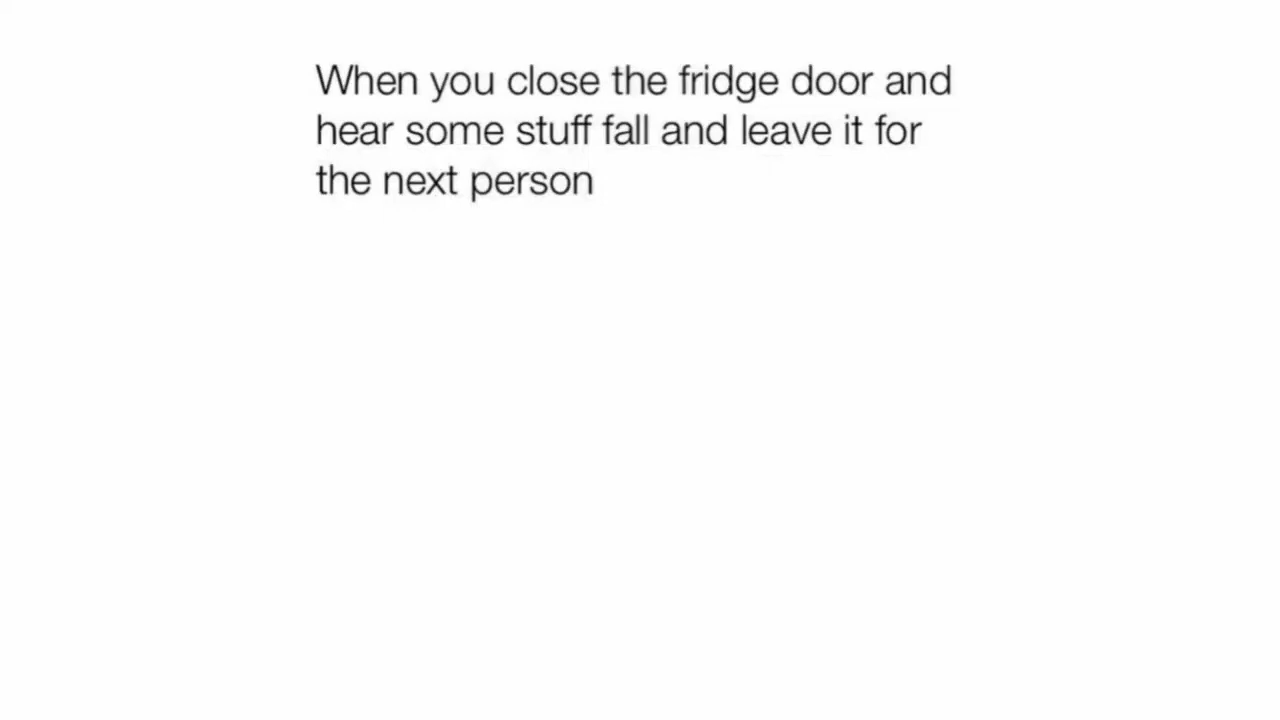 When you close the fridge door and
hear some stuff fall and leave it for
the next person